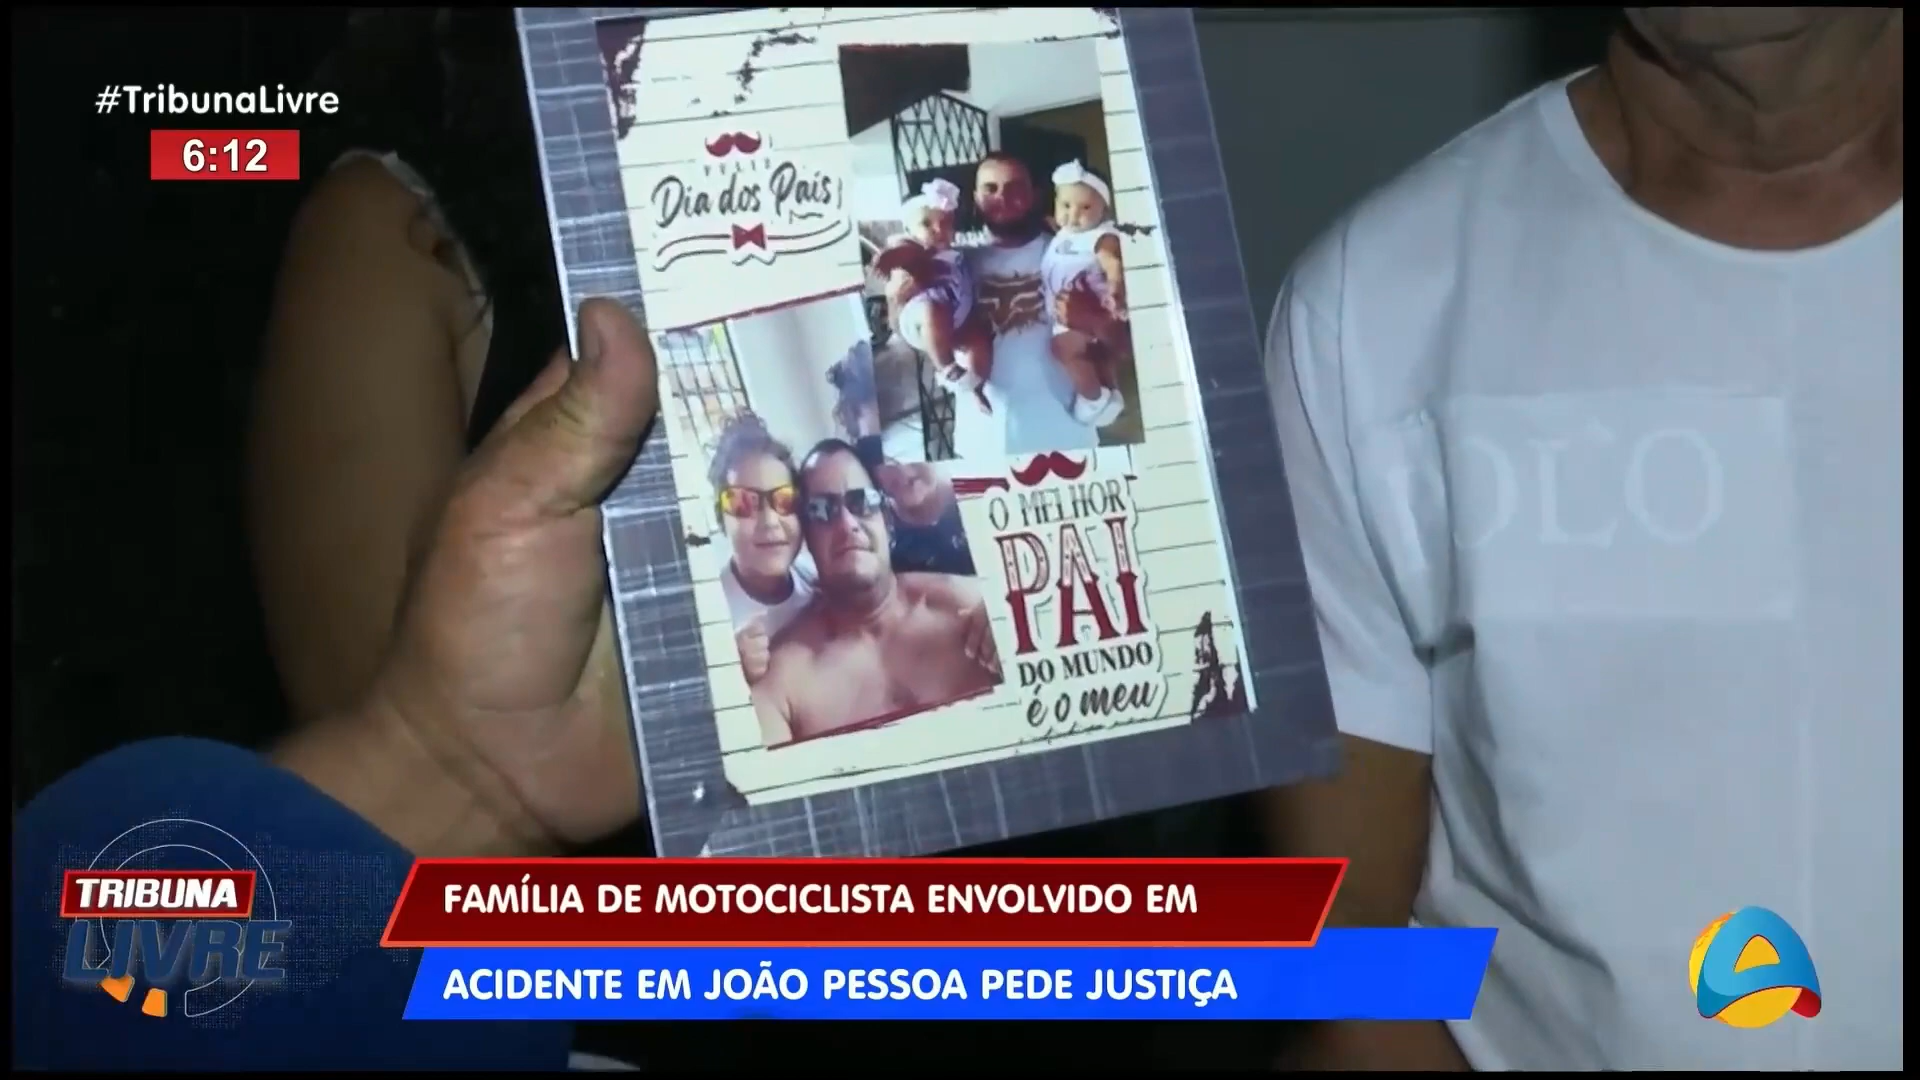 #TribunaLivre
6:12
Dia dos Pais
O MELHOR
PAI
DO MUNDO
é o meu
OLO
TRIBUNA
LIVRE
FAMÍLIA DE MOTOCICLISTA ENVOLVIDO EM
ACIDENTE EM JOÃO PESSOA PEDE JUSTIÇA